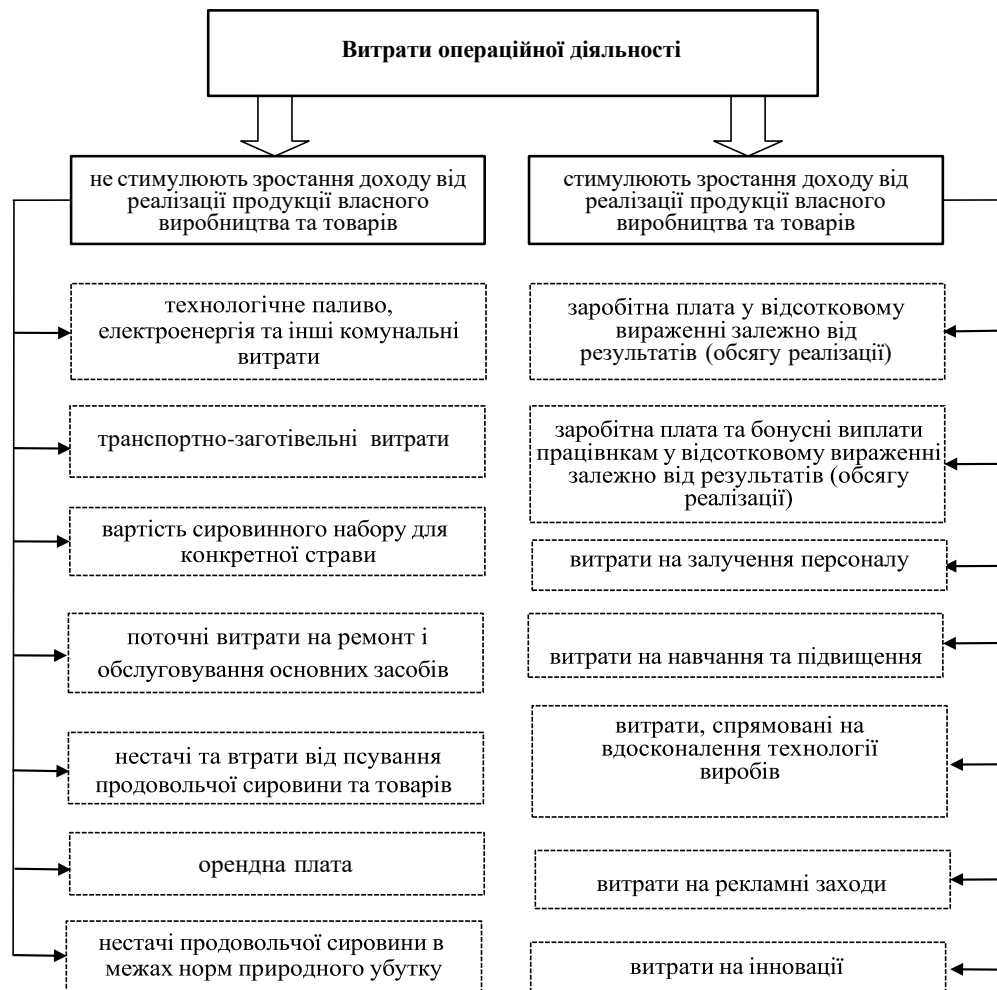 Витрати операційної діяльності
не стимулюють зростання доходу від
реалізації продукції власного
виробництва та товарів
технологічне паливо,
електроенергія та інші комунальні
витрати
транспортно-заготівельні витрати
вартість сировинного набору для
конкретної страви
поточні витрати на ремонт і
обслуговування основних засобів
нестачі та втрати від псування
продовольчої сировини та товарів
орендна плата
нестачі продовольчої сировини в
межах норм природного убутку
стимулюють зростання доходу від
реалізації продукції власного
виробництва та товарів
заробітна плата у відсотковому
вираженні залежно від
результатів (обсягу реалізації)
заробітна плата та бонусні виплати
працівнкам у відсотковому вираженні
залежно від результатів (обсягу
реалізації)
витрати на залучення персоналу
витрати на навчання та підвищення
витрати, спрямовані на
вдосконалення технології
виробів
витрати на рекламні заходи
витрати на інновації